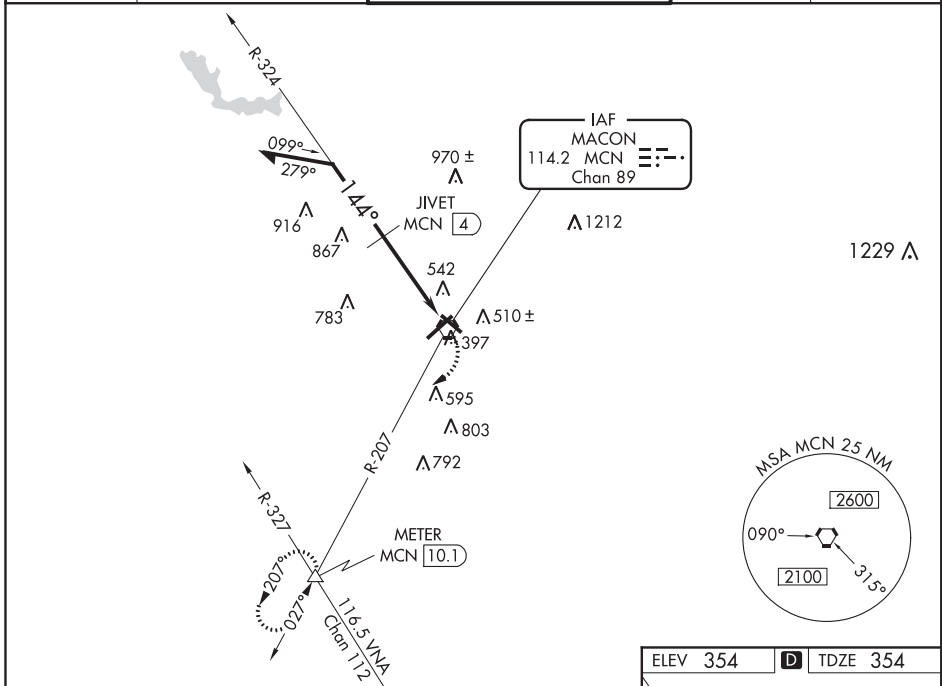 R-324
099°
279°
144°
970 ±
IAF
MACON
114.2 MCN
Chan 89
JIVET
MCN 4
916
867
1212
1229
542
783
510 ±
397
595
803
792
R-207
R-327
METER
MCN 10.1
207°
027°
116.5 VNA
Chan 112
MSA MCN 25 NM
2600
090°
2100
315°
ELEV 354 D TDZE 354